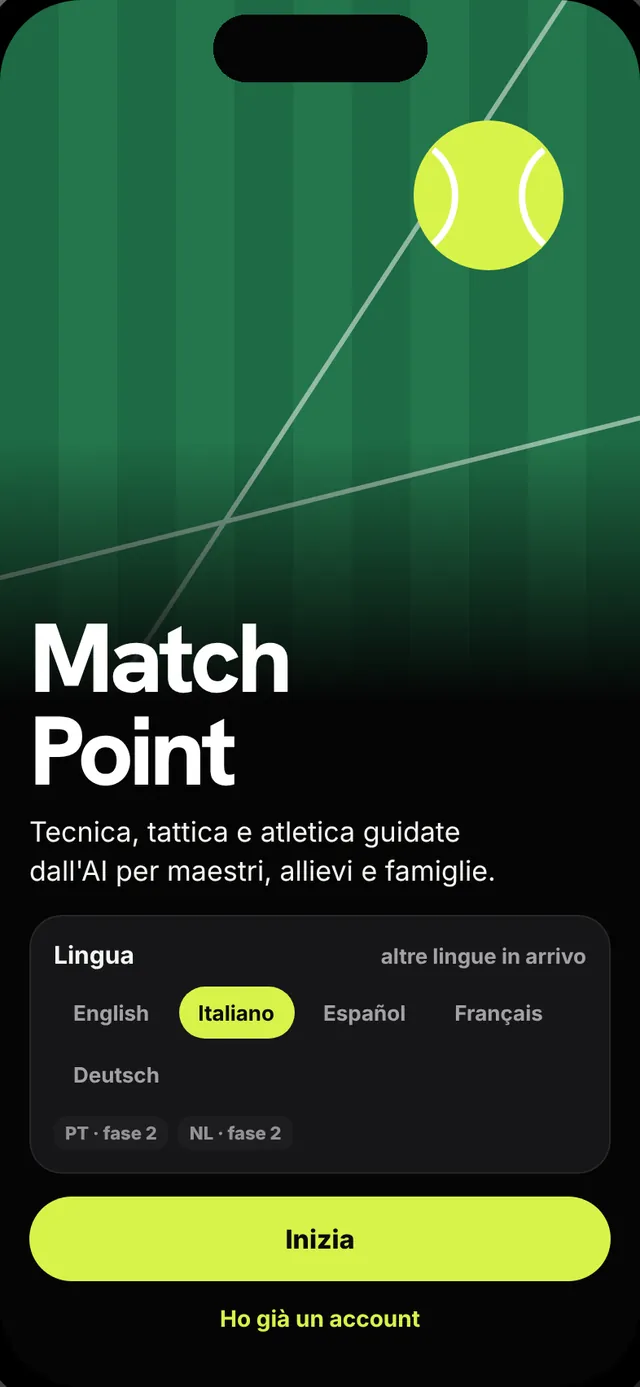 Match
Point
Tecnica, tattica e atletica guidate
dall'AI per maestri, allievi e famiglie.
Lingua
altre lingue in arrivo
English Italiano Español Français
Deutsch
PT · fase 2 NL · fase 2
Inizia
Ho già un account